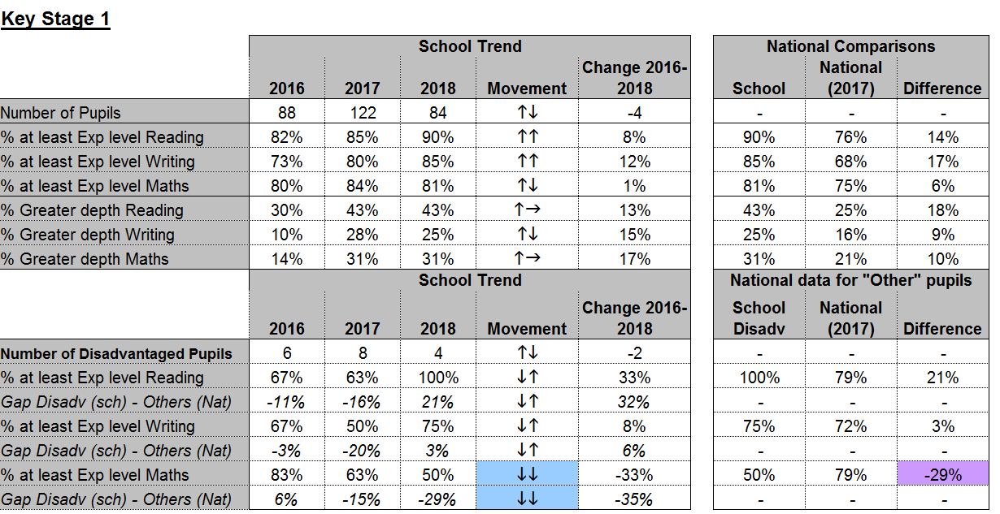 Key Stage 1
School Trend National Comparisons
2016 2017 2018 Movement Change 2016-2018 School National (2017) Difference
Number of Pupils 88 122 84 ↑↓ -4 - - -
% at least Exp level Reading 82% 85% 90% ↑↑ 8% 90% 76% 14%
% at least Exp level Writing 73% 80% 85% ↑↑ 12% 85% 68% 17%
% at least Exp level Maths 80% 84% 81% ↑↓ 1% 81% 75% 6%
% Greater depth Reading 30% 43% 43% ↑→ 13% 43% 25% 18%
% Greater depth Writing 10% 28% 25% ↑↓ 15% 25% 16% 9%
% Greater depth Maths 14% 31% 31% ↑→ 17% 31% 21% 10%
School Trend National data for "Other" pupils
2016 2017 2018 Movement Change 2016-2018 School Disadv National (2017) Difference
Number of Disadvantaged Pupils 6 8 4 ↑↓ -2 - - -
% at least Exp level Reading 67% 63% 100% ↓↑ 33% 100% 79% 21%
Gap Disadv (sch) - Others (Nat) -11% -16% 21% ↓↑ 32% - - -
% at least Exp level Writing 67% 50% 75% ↓↑ 8% 75% 72% 3%
Gap Disadv (sch) - Others (Nat) -3% -20% 3% ↓↑ 6% - - -
% at least Exp level Maths 83% 63% 50% ↓↓ -33% 50% 79% -29%
Gap Disadv (sch) - Others (Nat) 6% -15% -29% ↓↓ -35% - - -